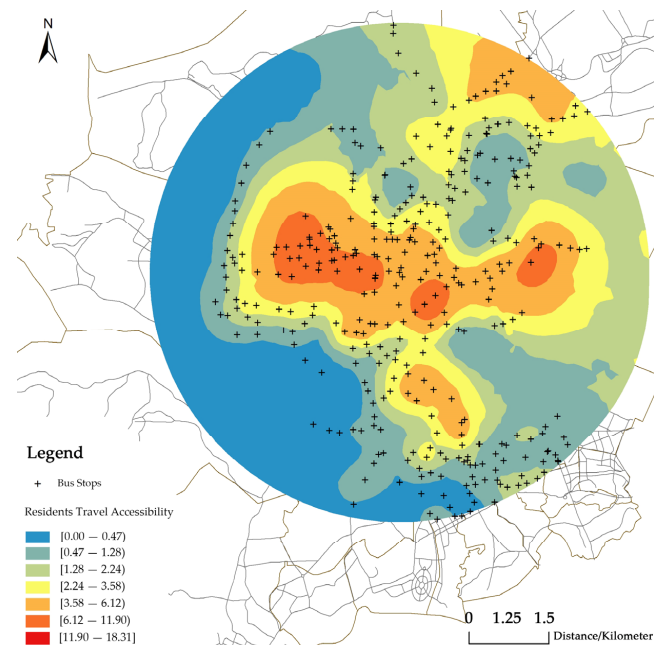 N
Legend
+ Bus Stops
Residents Travel Accessibility
[0.00 — 0.47)
[0.47 — 1.28)
[1.28 — 2.24)
[2.24 — 3.58)
[3.58 — 6.12)
[6.12 — 11.90)
[11.90 — 18.31]
0 1.25 1.5
Distance/Kilometer